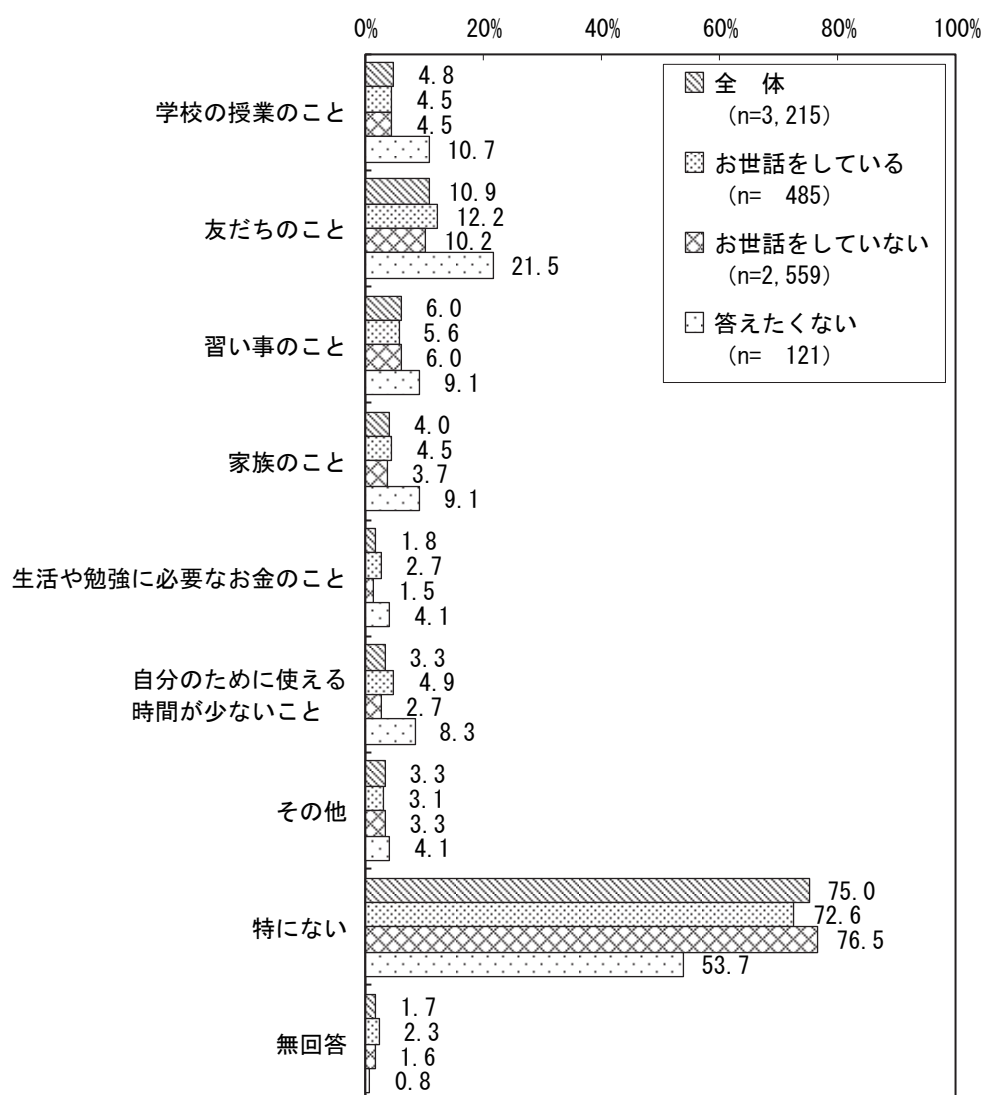 0% 20% 40% 60% 80% 100%
全　体
(n=3,215)
お世話をしている
(n=　485)
お世話をしていない
(n=2,559)
答えたくない
(n=　121)
学校の授業のこと
4.8
4.5
4.5
10.7
友だちのこと
10.9
12.2
10.2
21.5
習い事のこと
6.0
5.6
6.0
9.1
家族のこと
4.0
4.5
3.7
9.1
生活や勉強に必要なお金のこと
1.8
2.7
1.5
4.1
自分のために使える
時間が少ないこと
3.3
4.9
2.7
8.3
その他
3.3
3.1
3.3
4.1
特にない
75.0
72.6
76.5
53.7
無回答
1.7
2.3
1.6
0.8